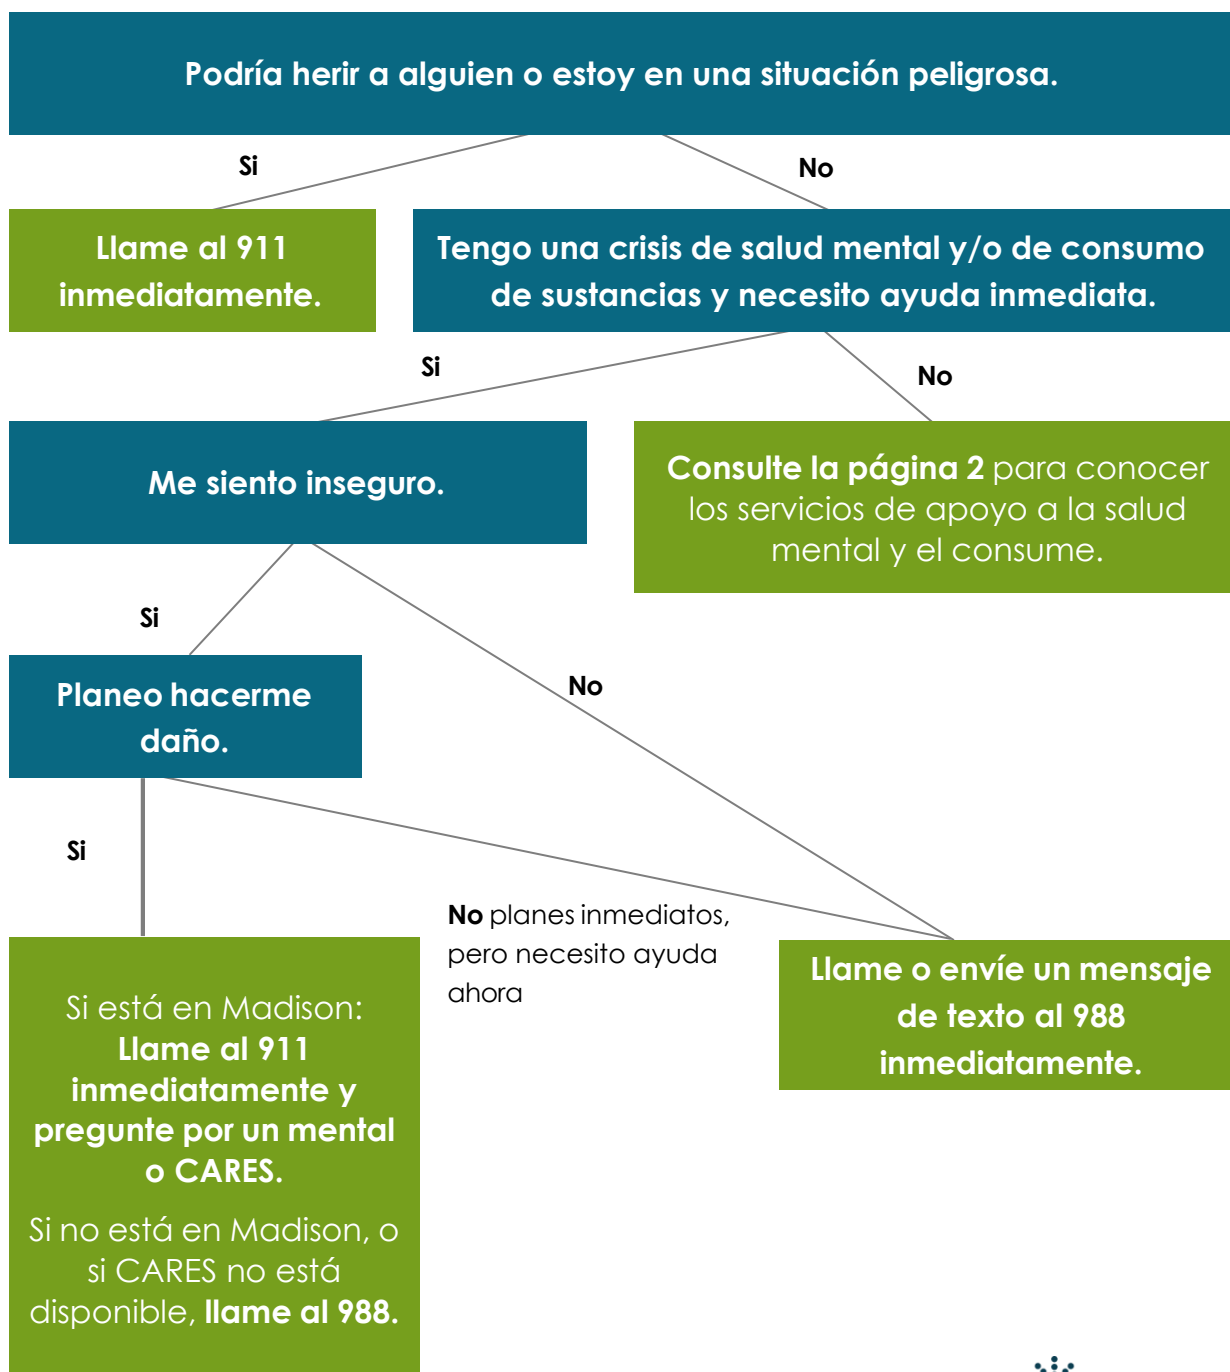 Podría herir a alguien o estoy en una situación peligrosa.
Si
No
Llame al 911
inmediatamente.
Tengo una crisis de salud mental y/o de consumo
de sustancias y necesito ayuda inmediata.
Si
No
Me siento inseguro.
Consulte la página 2 para conocer
los servicios de apoyo a la salud
mental y el consume.
Si
No
Planeo hacerme
daño.
Si
No planes inmediatos,
pero necesito ayuda
ahora
Si está en Madison:
Llame al 911
inmediatamente y
pregunte por un mental
o CARES.
Si no está en Madison, o
si CARES no está
disponible, llame al 988.
Llame o envíe un mensaje
de texto al 988
inmediatamente.